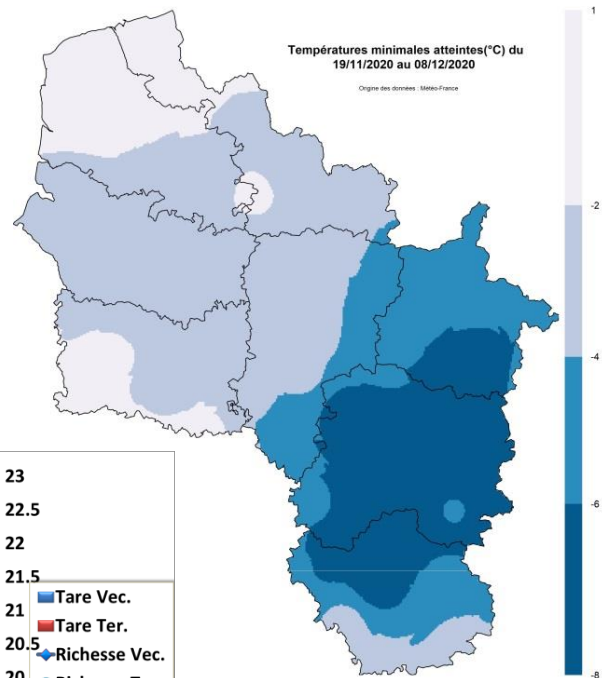 Températures minimales atteintes(°C) du
19/11/2020 au 08/12/2020
Origine des données : Météo-France
1
-2
-4
-6
-8
23
22.5
22
21.5
21
20.5
20
Tare Vec.
Tare Ter.
Richesse Vec.